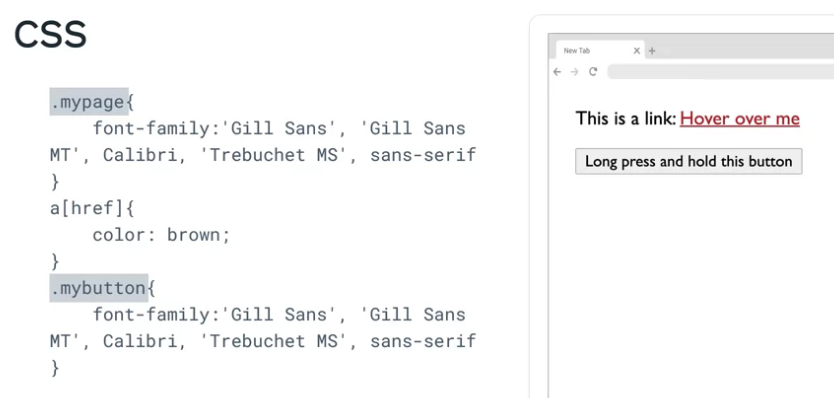 CSS
.mypage{
font-family:'Gill Sans', 'Gill Sans
MT', Calibri, 'Trebuchet MS', sans-serif
}
a[href]{
color: brown;
}
.mybutton{
font-family:'Gill Sans', 'Gill Sans
MT', Calibri, 'Trebuchet MS', sans-serif
}
New Tab
This is a link: Hover over me
Long press and hold this button